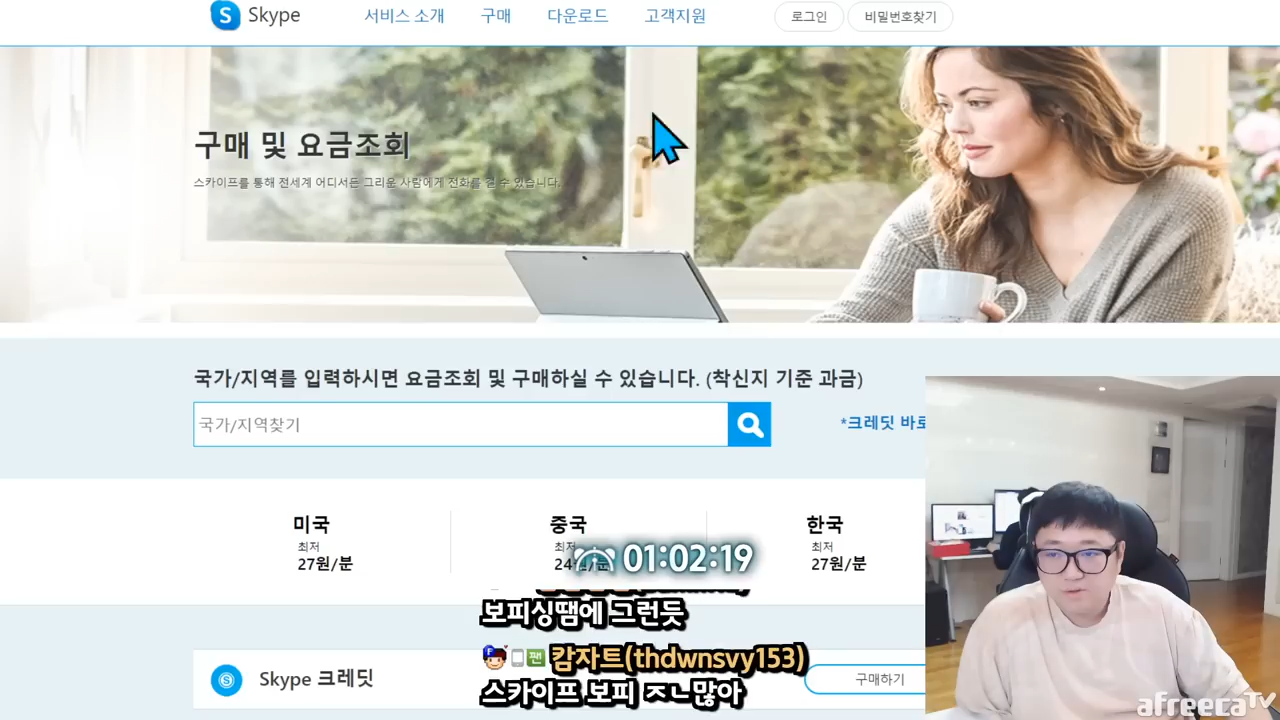 Skype
서비스 소개
구매
다운로드
고객지원
로그인
비밀번호찾기
구매 및 요금조회
스카이프를 통해 전세계 어디서든 그리운 사람에게 전화를 걸 수 있습니다.
국가/지역를 입력하시면 요금조회 및 구매하실 수 있습니다. (착신지 기준 과금)
국가/지역찾기
*크레딧 바로
미국
최저
27원/분
중국
최저
한국
최저
27원/분
01:02:19
보피싱땜에 그런듯
Skype 크레딧
구매하기
팬 캄자트(thdwnsvy153)
스카이프 보피 ㅈㄴ많아
afreecaTV